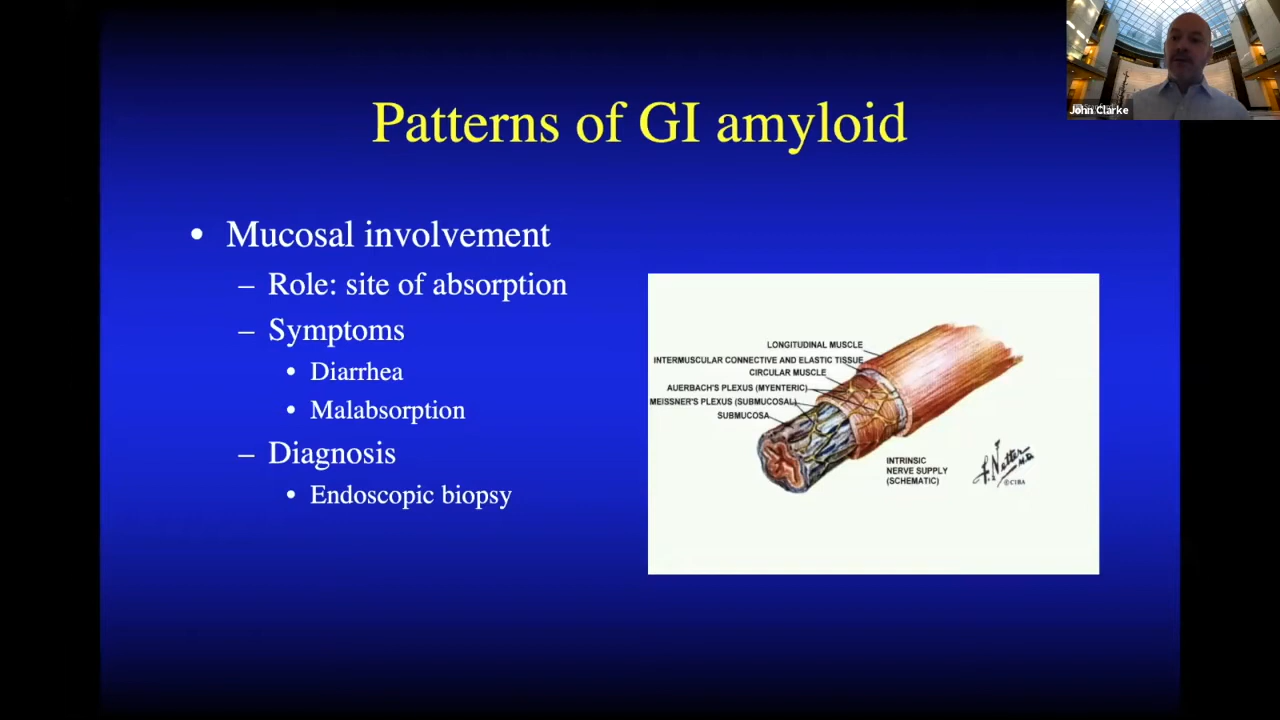 John Clarke
Patterns of GI amyloid
• Mucosal involvement
– Role: site of absorption
– Symptoms
• Diarrhea
• Malabsorption
– Diagnosis
• Endoscopic biopsy
LONGITUDINAL MUSCLE
INTERMUSCULAR CONNECTIVE AND ELASTIC TISSUE
CIRCULAR MUSCLE
AUERBACH'S PLEXUS (MYENTERIC)
MEISSNER'S PLEXUS (SUBMUCOSAL)
SUBMUCOSA
INTRINSIC
NERVE SUPPLY
(SCHEMATIC)
F. Netter
M.D.
©CIBA